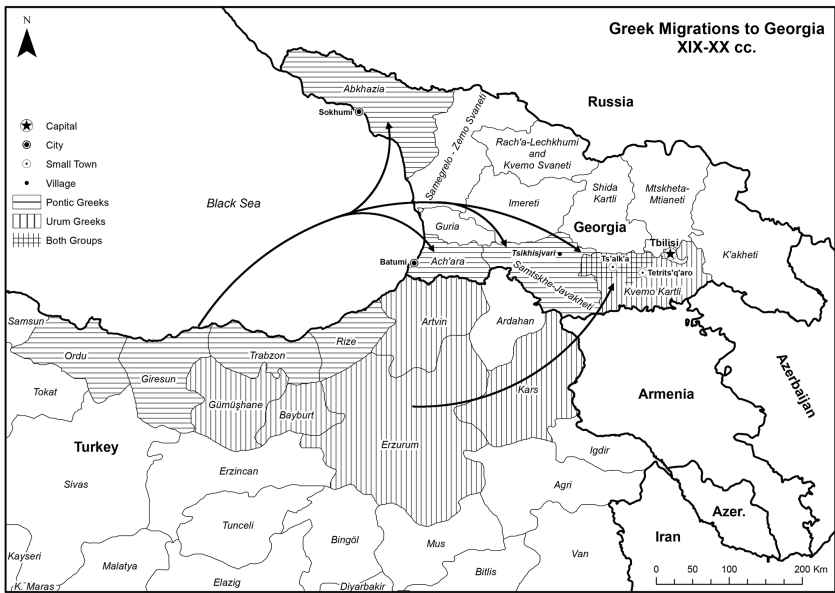 Greek Migrations to Georgia
XIX-XX cc.
N
Capital
City
Small Town
Village
Pontic Greeks
Urum Greeks
Both Groups
Russia
Abkhazia
Sokhumi
Samegrelo - Zemo Svaneti
Rach'a-Lechkhumi
and
Kvemo Svaneti
Imereti
Shida
Kartli
Mtskheta-
Mtianeti
Black Sea
Guria
Georgia
Tbilisi
K'akheti
Batumi
Ach'ara
Tsikhisjvari
Samtskhe-Javakheti
Ts'alk'a
Tetrits'q'aro
Kvemo Kartli
Samsun
Ordu
Giresun
Trabzon
Rize
Artvin
Ardahan
Kars
Tokat
Gümüşhane
Bayburt
Erzurum
Armenia
Azerbaijan
Turkey
Sivas
Erzincan
Igdir
Agri
Tunceli
Bingöl
Mus
Van
Iran
Azer.
Kayseri
Malatya
K. Maras
Elazig
Diyarbakir
Bitlis
0 50 100 200 Km